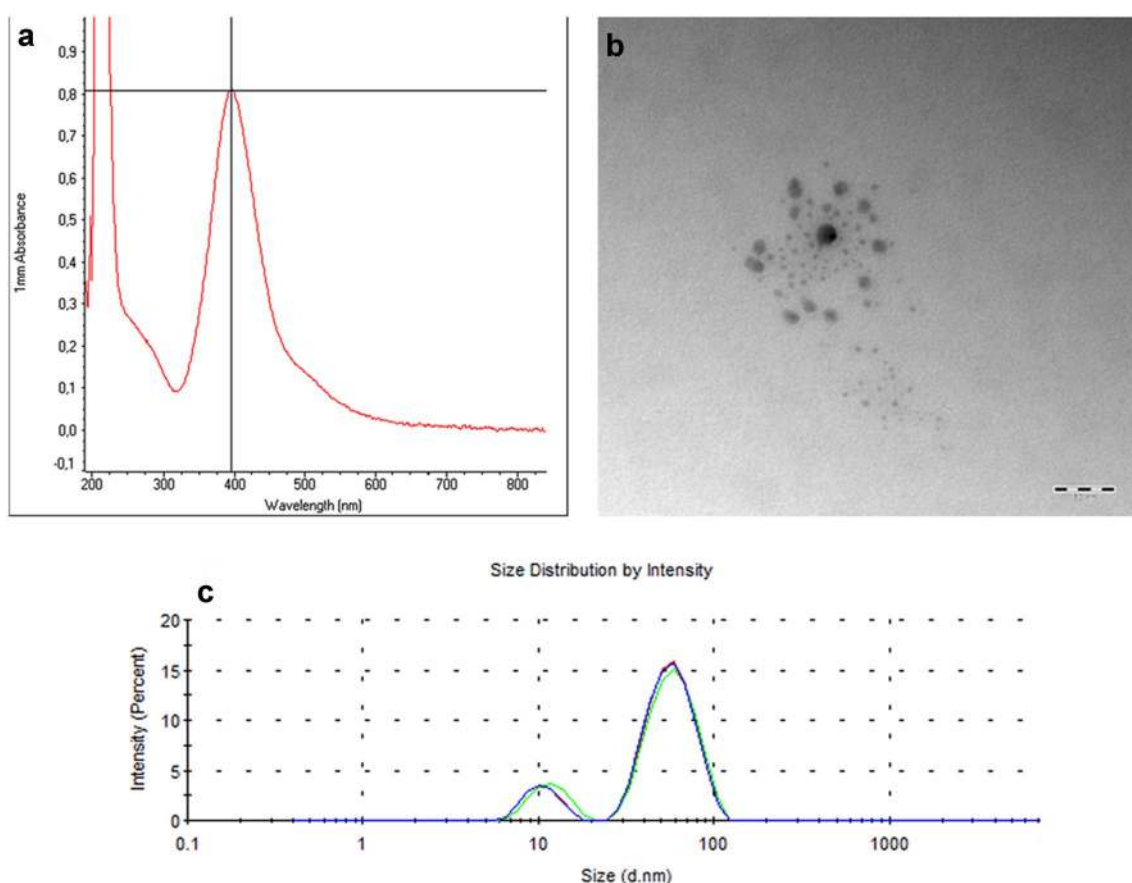 a
0,9
0,8
0,7
0,6
0,5
0,4
0,3
0,2
0,1
0,0
-0,1
1mm Absorbance
200 300 400 500 600 700 800
Wavelength [nm]
b
Size Distribution by Intensity
c
20
15
10
5
0
Intensity (Percent)
0.1 1 10 100 1000
Size (d.nm)